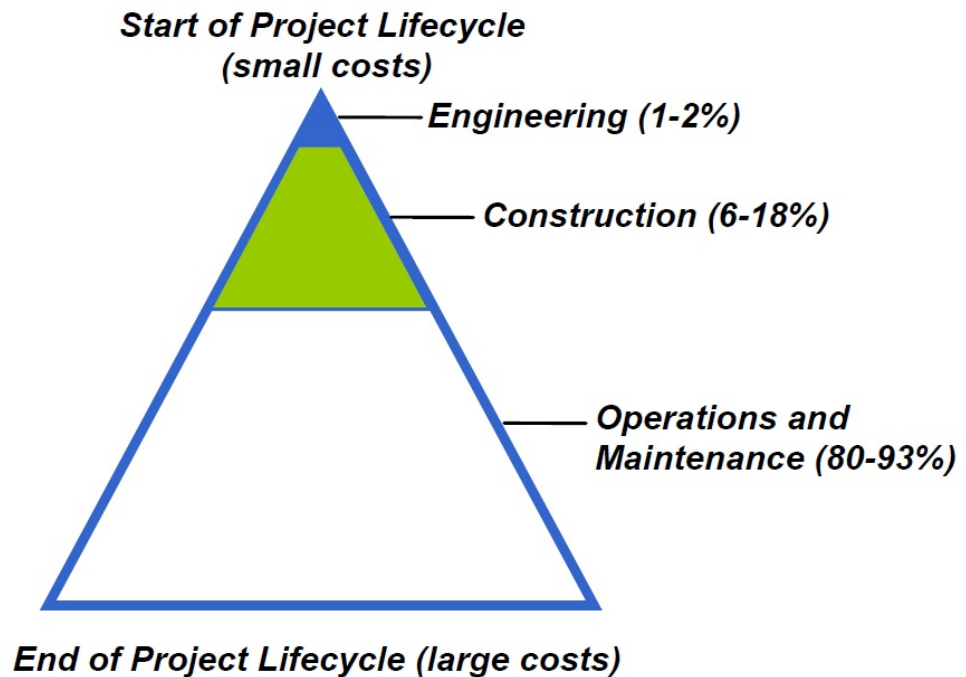 Start of Project Lifecycle
(small costs)
Engineering (1-2%)
Construction (6-18%)
Operations and
Maintenance (80-93%)
End of Project Lifecycle (large costs)